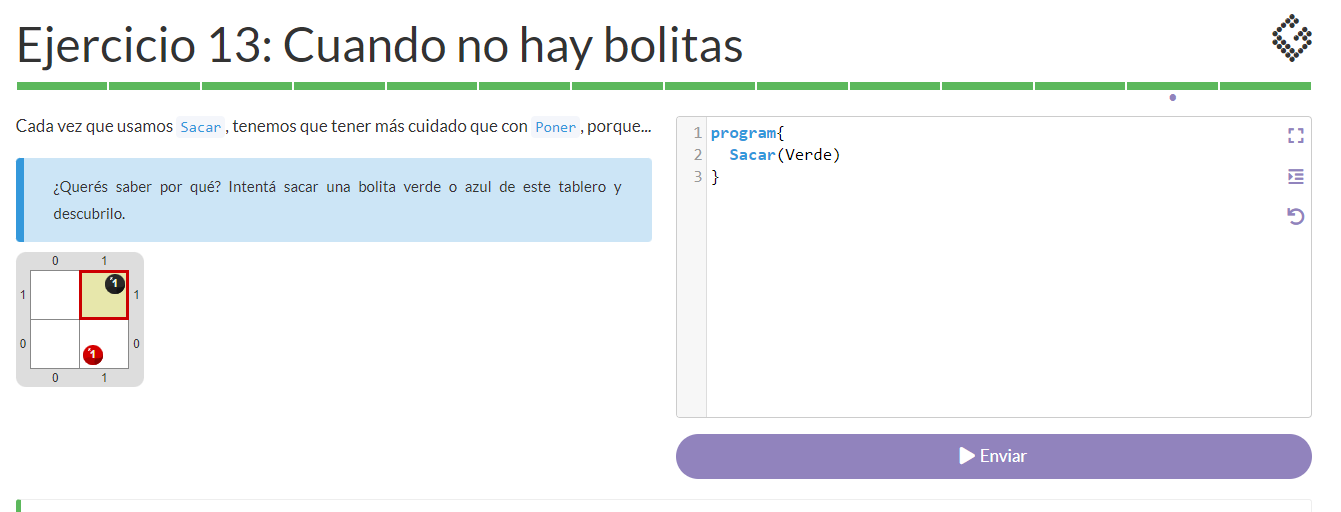 Ejercicio 13: Cuando no hay bolitas
Cada vez que usamos Sacar, tenemos que tener más cuidado que con Poner, porque...
¿Querés saber por qué? Intentá sacar una bolita verde o azul de este tablero y
descubrilo.
0 1
1 1 1
0 1 0
0 1
1 program{
2 Sacar(Verde)
3 }
Enviar